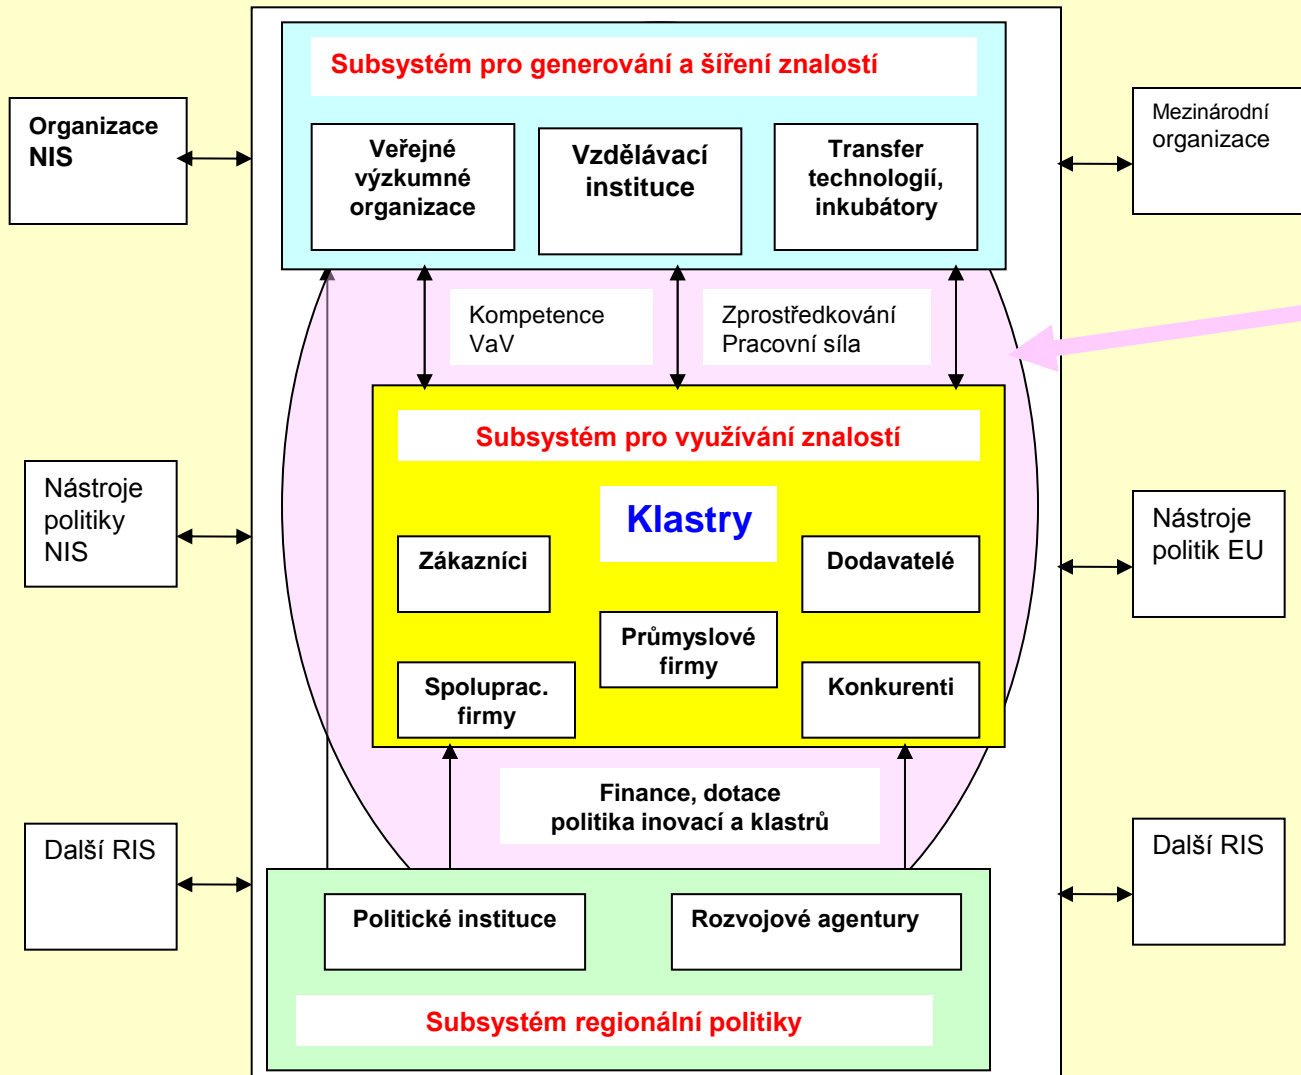 Subsystém pro generování a šíření znalostí
Organizace
NIS
Veřejné
výzkumné
organizace
Vzdělávací
instituce
Transfer
technologií,
inkubátory
Mezinárodní
organizace
Kompetence
VaV
Zprostředkování
Pracovní síla
Subsystém pro využívání znalostí
Nástroje
politiky
NIS
Klastry
Nástroje
politik EU
Zákazníci
Dodavatelé
Průmyslové
firmy
Spoluprac.
firmy
Konkurenti
Finance, dotace
politika inovací a klastrů
Další RIS
Další RIS
Politické instituce
Rozvojové agentury
Subsystém regionální politiky